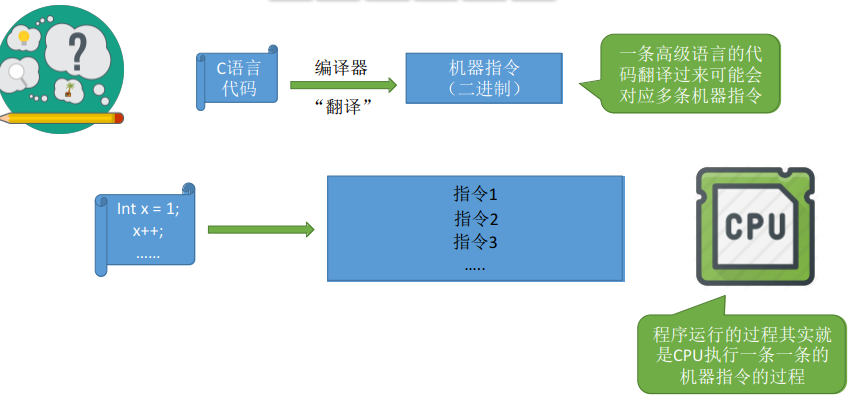 ?
C语言
代码
编译器
“翻译”
机器指令
（二进制）
一条高级语言的代
码翻译过来可能会
对应多条机器指令
Int x = 1;
x++;
……
指令1
指令2
指令3
…..
CPU
程序运行的过程其实就
是CPU执行一条一条的
机器指令的过程